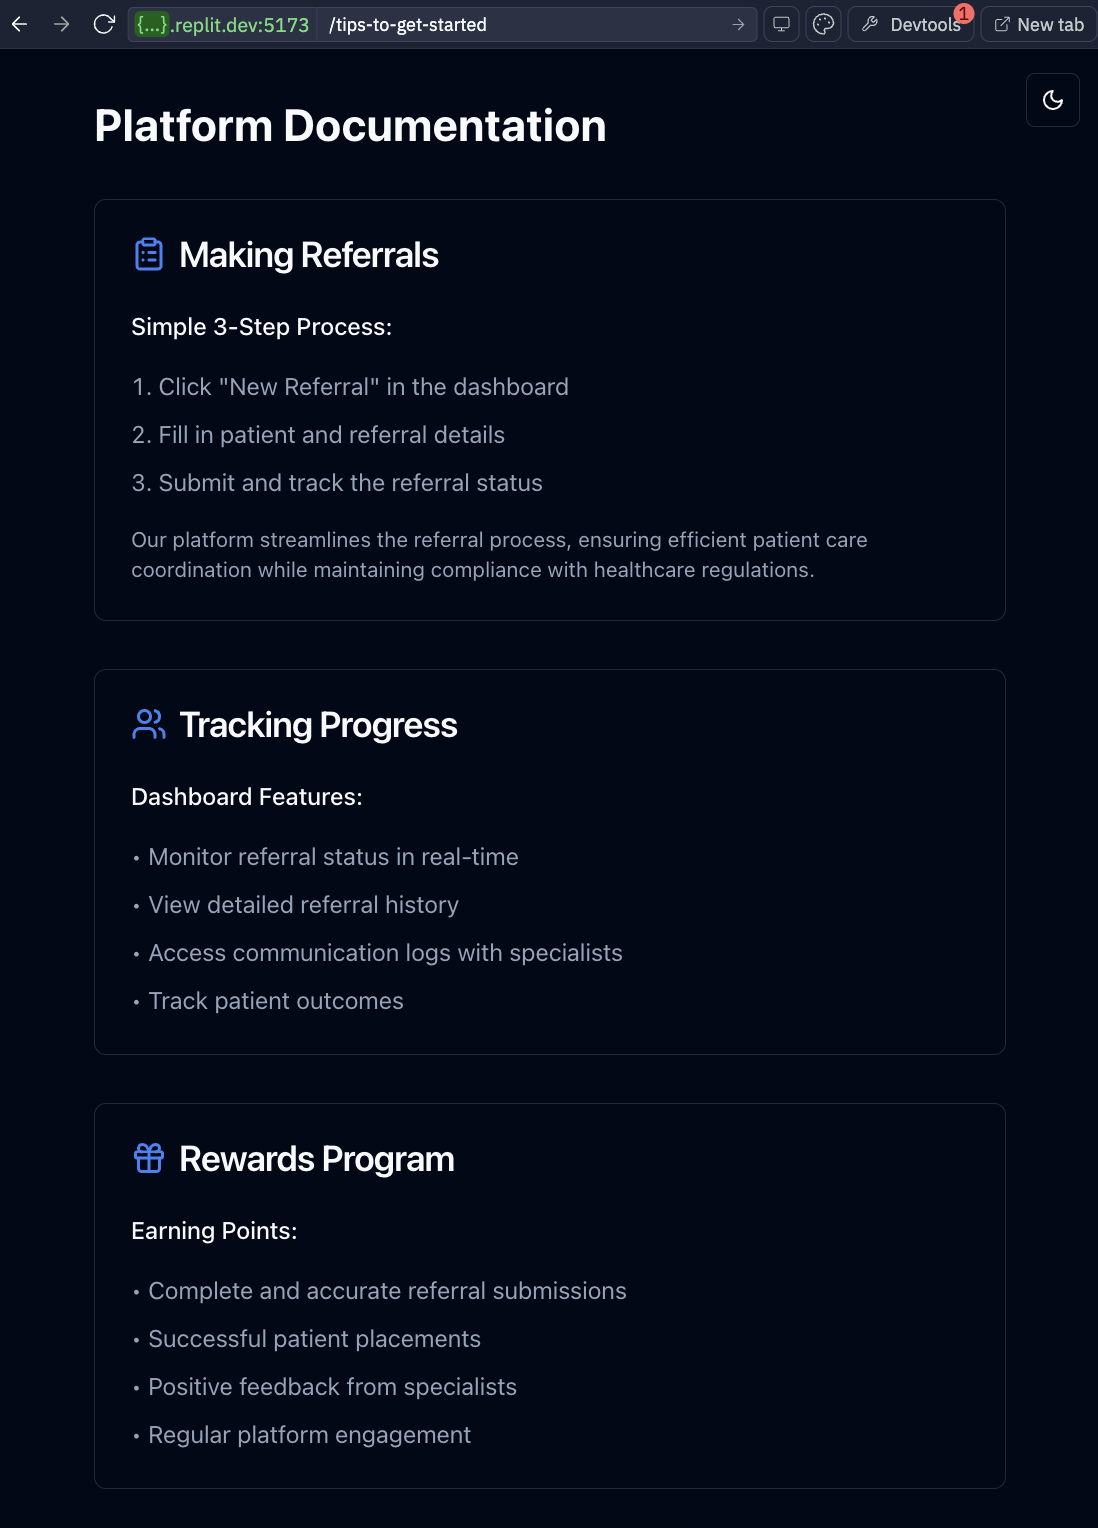 {...}.replit.dev:5173 /tips-to-get-started Devtools 1 New tab
Platform Documentation
Making Referrals
Simple 3-Step Process:
1. Click "New Referral" in the dashboard
2. Fill in patient and referral details
3. Submit and track the referral status
Our platform streamlines the referral process, ensuring efficient patient care
coordination while maintaining compliance with healthcare regulations.
Tracking Progress
Dashboard Features:
• Monitor referral status in real-time
• View detailed referral history
• Access communication logs with specialists
• Track patient outcomes
Rewards Program
Earning Points:
• Complete and accurate referral submissions
• Successful patient placements
• Positive feedback from specialists
• Regular platform engagement